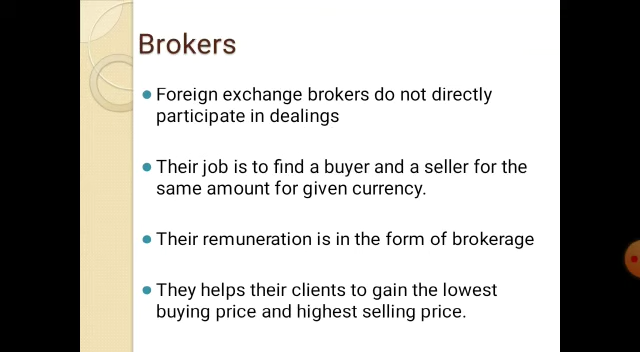 Brokers
Foreign exchange brokers do not directly
participate in dealings
Their job is to find a buyer and a seller for the
same amount for given currency.
Their remuneration is in the form of brokerage
They helps their clients to gain the lowest
buying price and highest selling price.